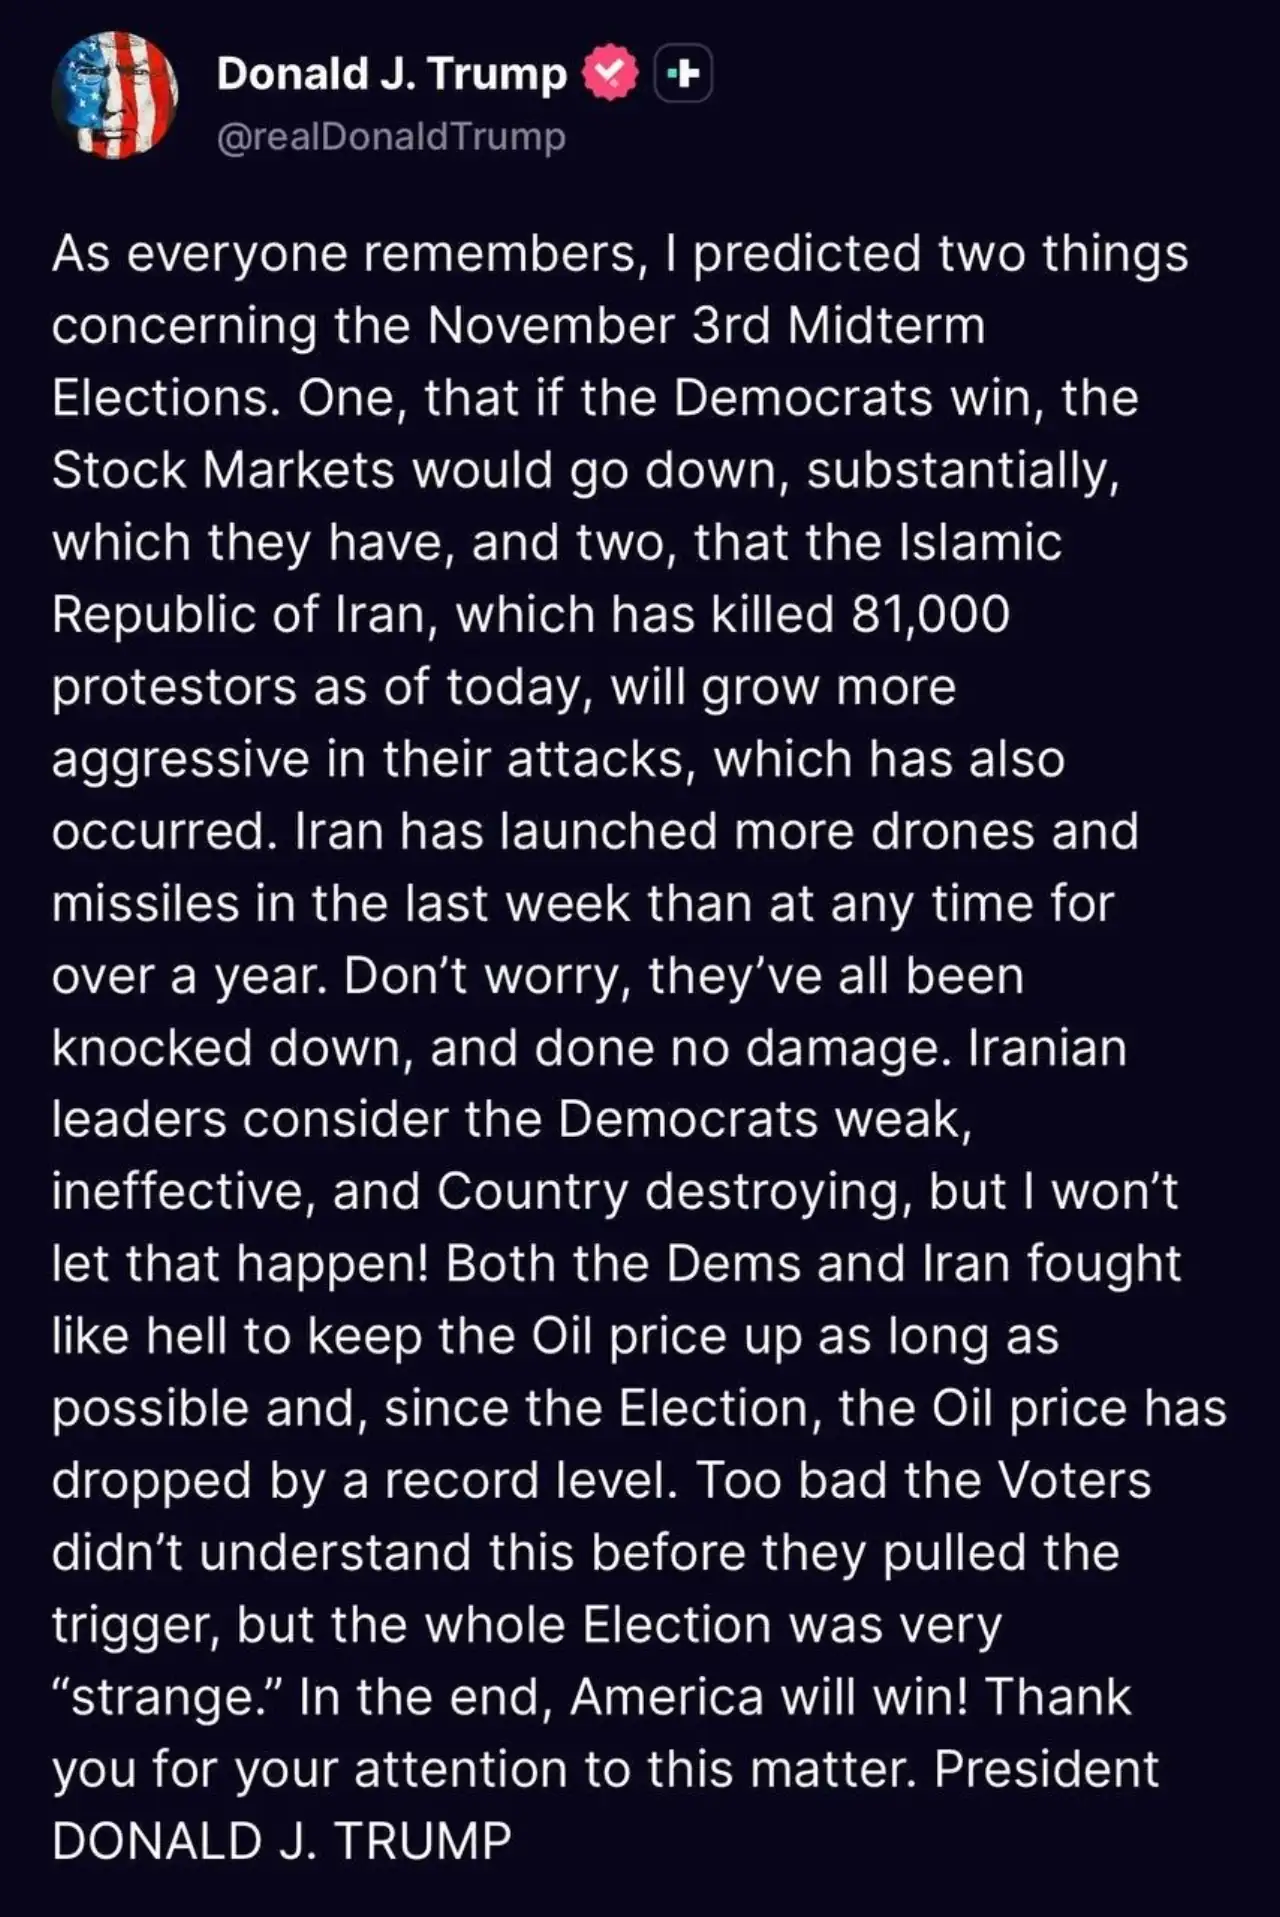 Donald J. Trump
@realDonaldTrump
As everyone remembers, I predicted two things
concerning the November 3rd Midterm
Elections. One, that if the Democrats win, the
Stock Markets would go down, substantially,
which they have, and two, that the Islamic
Republic of Iran, which has killed 81,000
protestors as of today, will grow more
aggressive in their attacks, which has also
occurred. Iran has launched more drones and
missiles in the last week than at any time for
over a year. Don’t worry, they’ve all been
knocked down, and done no damage. Iranian
leaders consider the Democrats weak,
ineffective, and Country destroying, but I won’t
let that happen! Both the Dems and Iran fought
like hell to keep the Oil price up as long as
possible and, since the Election, the Oil price has
dropped by a record level. Too bad the Voters
didn’t understand this before they pulled the
trigger, but the whole Election was very
“strange.” In the end, America will win! Thank
you for your attention to this matter. President
DONALD J. TRUMP